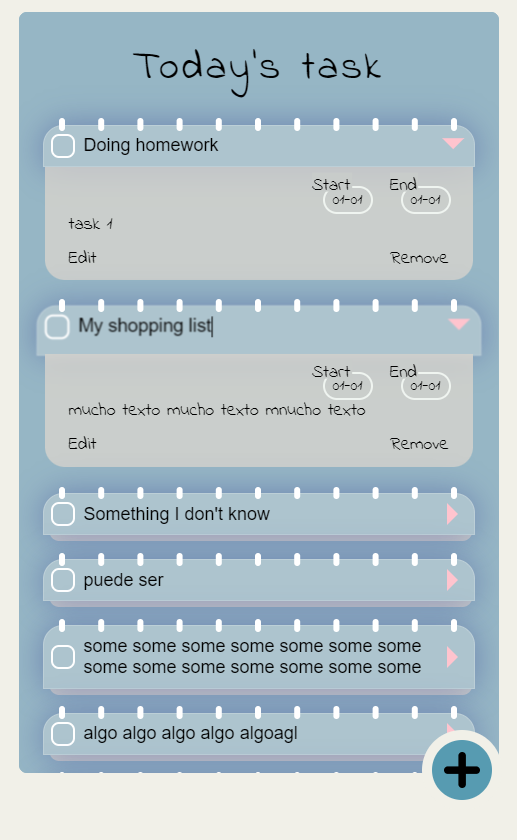 Today's task
Doing homework
Start End
01-01 01-01
task 1
Edit Remove
My shopping list
Start End
01-01 01-01
mucho texto mucho texto mnucho texto
Edit Remove
Something I don't know
puede ser
some some some some some some some
some some some some some some some
algo algo algo algo algoagl